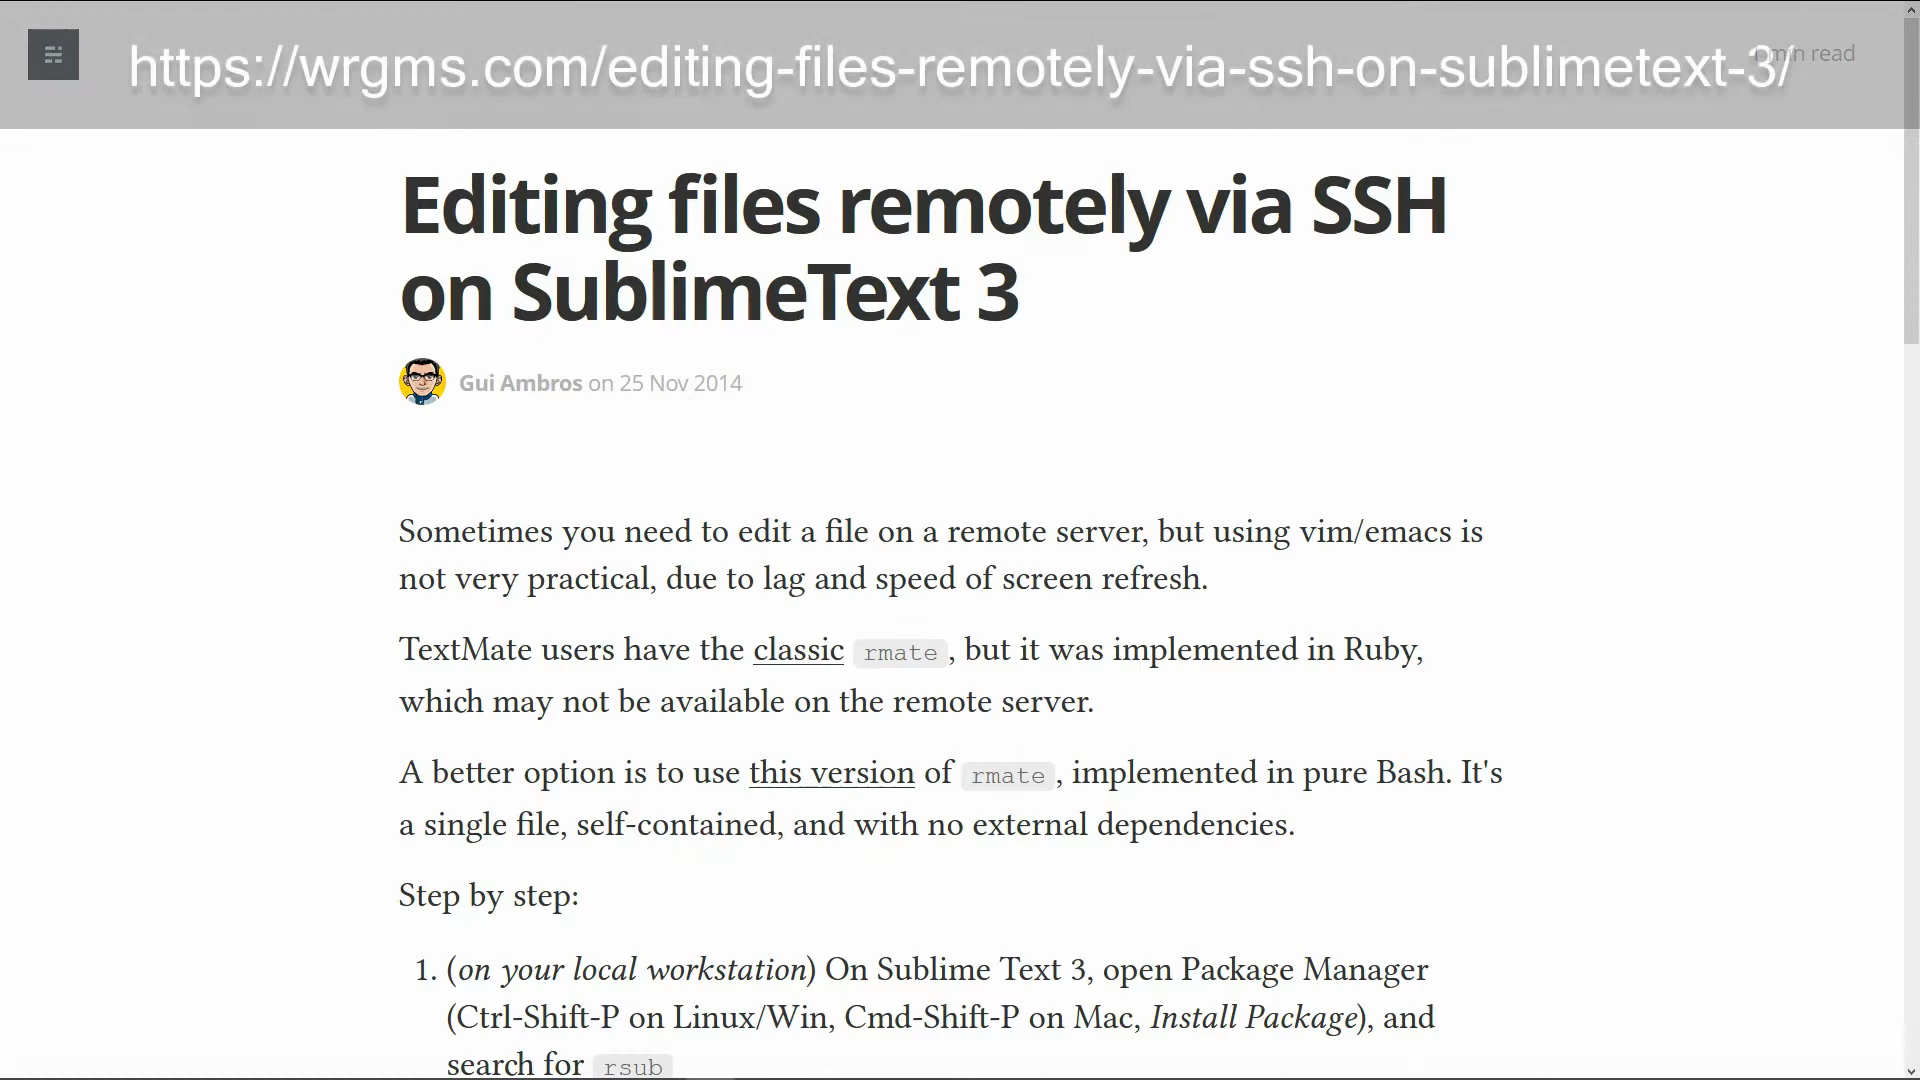 https://wrgms.com/editing-files-remotely-via-ssh-on-sublimetext-3/
min read
Editing files remotely via SSH
on SublimeText 3
Gui Ambros on 25 Nov 2014
Sometimes you need to edit a file on a remote server, but using vim/emacs is
not very practical, due to lag and speed of screen refresh.
TextMate users have the classic rmate, but it was implemented in Ruby,
which may not be available on the remote server.
A better option is to use this version of rmate, implemented in pure Bash. It's
a single file, self-contained, and with no external dependencies.
Step by step:
1. (on your local workstation) On Sublime Text 3, open Package Manager
(Ctrl-Shift-P on Linux/Win, Cmd-Shift-P on Mac, Install Package), and
search for rsub